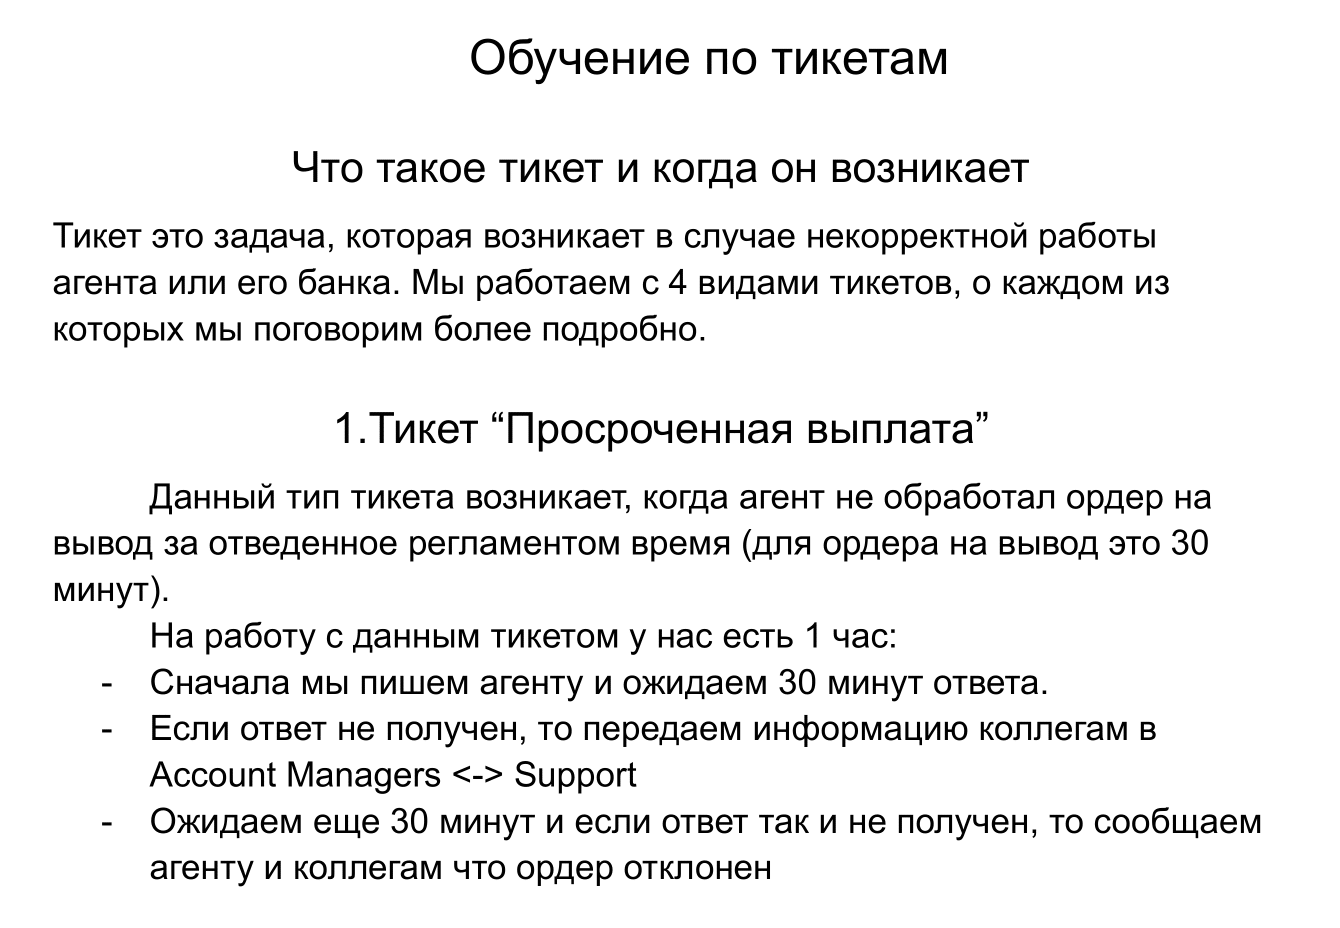 Обучение по тикетам
Что такое тикет и когда он возникает
Тикет это задача, которая возникает в случае некорректной работы
агента или его банка. Мы работаем с 4 видами тикетов, о каждом из
которых мы поговорим более подробно.
1.Тикет “Просроченная выплата”
Данный тип тикета возникает, когда агент не обработал ордер на
вывод за отведенное регламентом время (для ордера на вывод это 30
минут).
На работу с данным тикетом у нас есть 1 час:
- Сначала мы пишем агенту и ожидаем 30 минут ответа.
- Если ответ не получен, то передаем информацию коллегам в
Account Managers <-> Support
- Ожидаем еще 30 минут и если ответ так и не получен, то сообщаем
агенту и коллегам что ордер отклонен